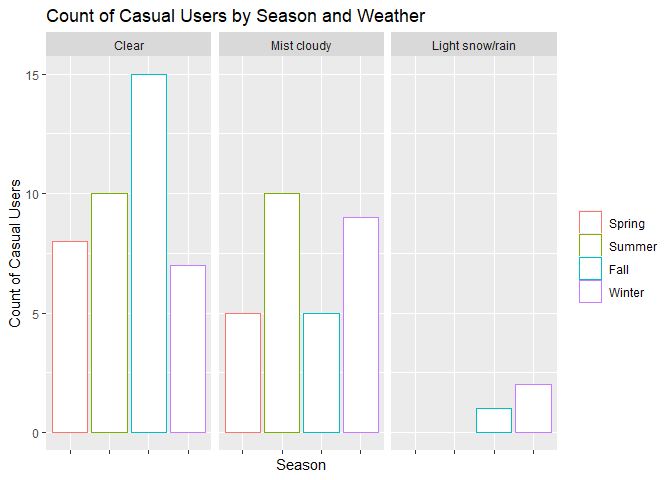 Count of Casual Users by Season and Weather
Clear
Mist cloudy
Light snow/rain
15
10
5
0
Count of Casual Users
Season
Spring
Summer
Fall
Winter